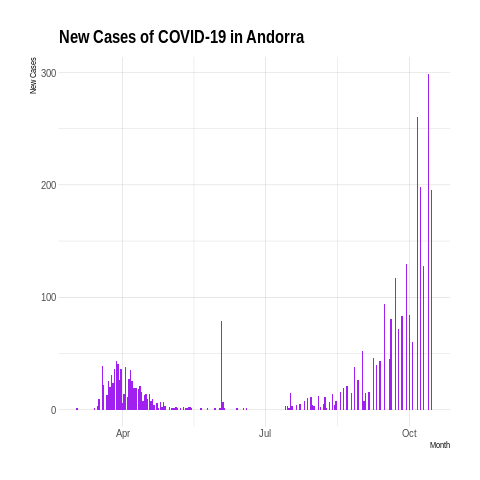 New Cases of COVID-19 in Andorra
New Cases
300
200
100
0
Apr
Jul
Oct
Month